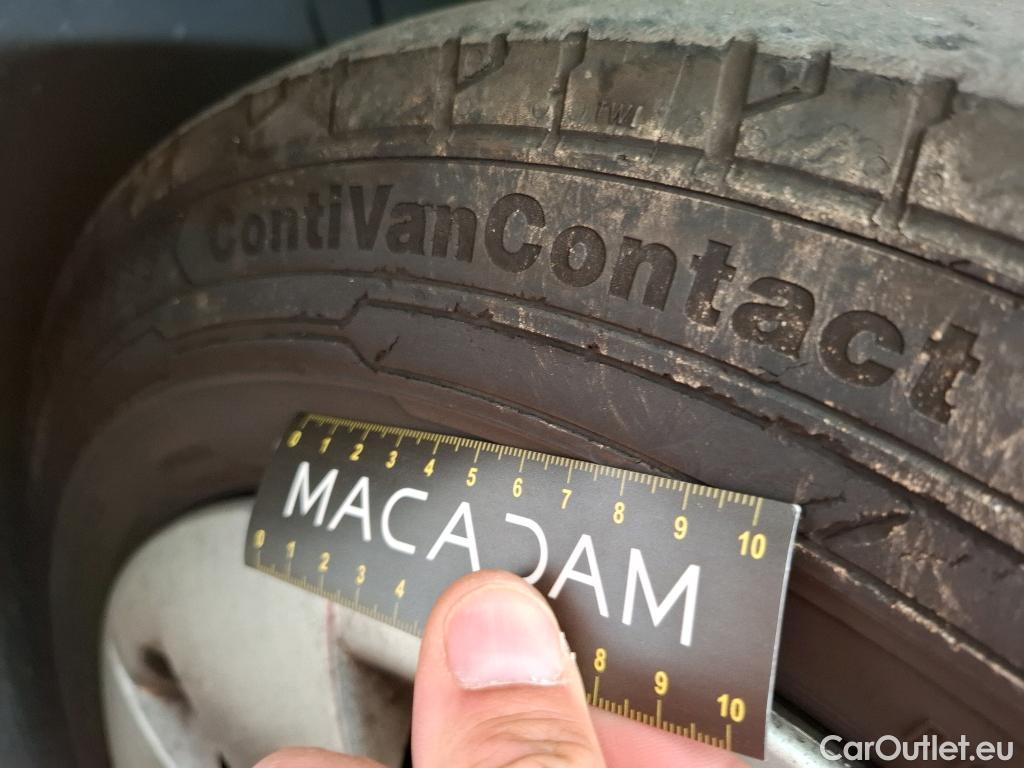 TWI
ContiVanContact
0 1 2 3 4 5 6 7 8 9 10
MACADAM
0 1 2 3 4 8 9 10
CarOutlet.eu